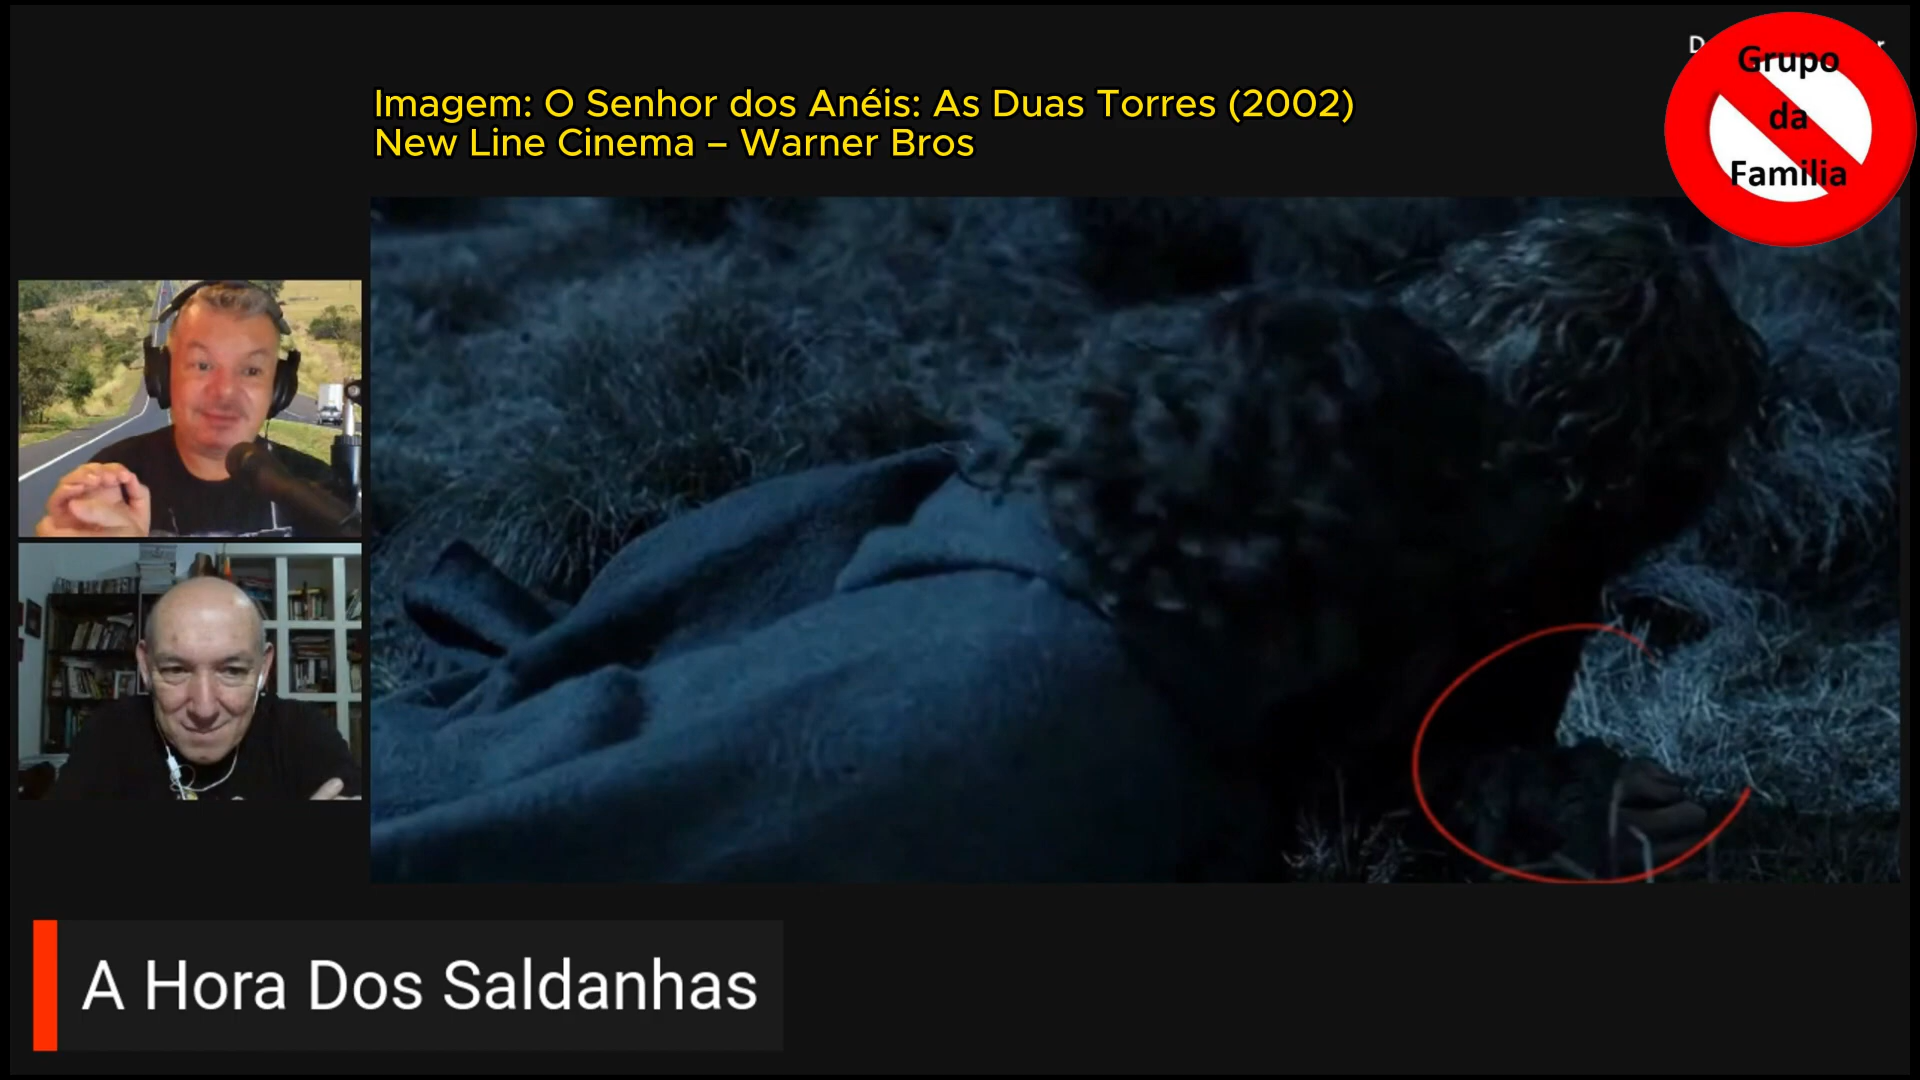 Imagem: O Senhor dos Anéis: As Duas Torres (2002)
New Line Cinema – Warner Bros
Grupo
da
Familia
A Hora Dos Saldanhas